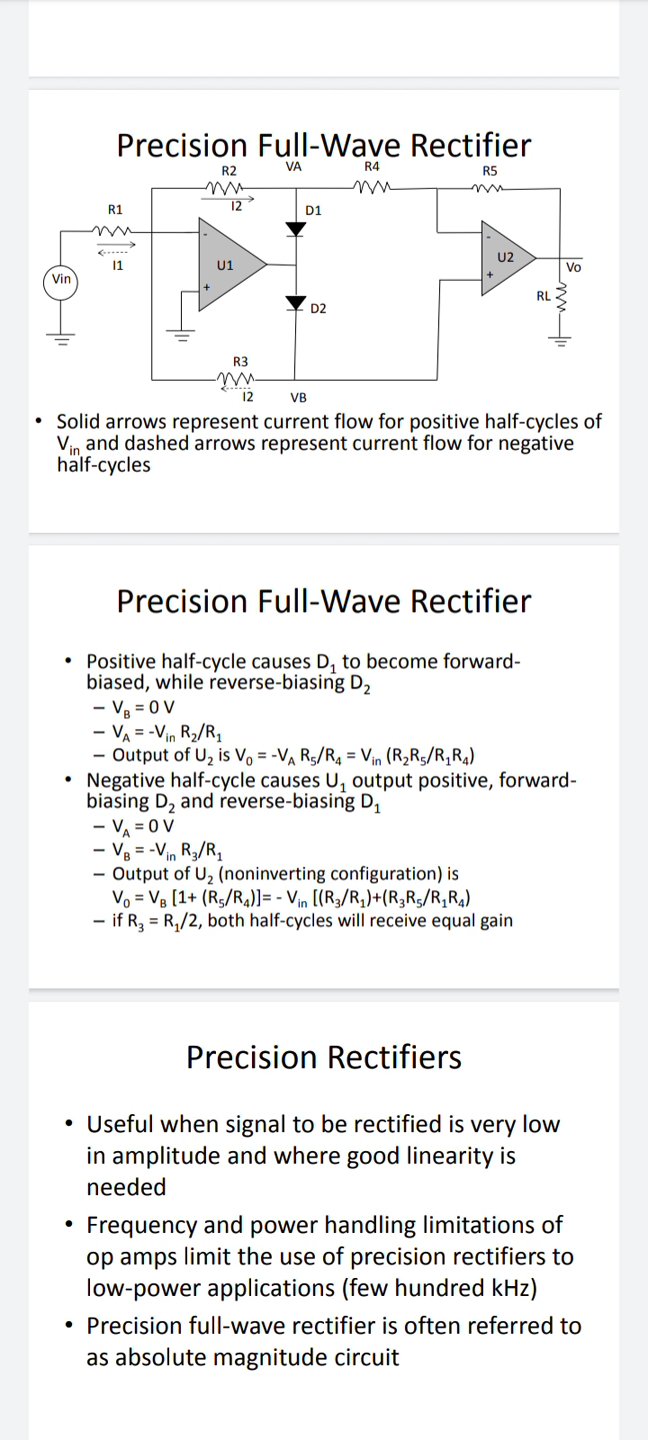 Precision Full-Wave Rectifier
R2 VA R4 R5
R1 I2 D1
I1 U1 U2 Vo
Vin
- + - +
D2 RL
R3
I2 VB
• Solid arrows represent current flow for positive half-cycles of
Vin and dashed arrows represent current flow for negative
half-cycles
Precision Full-Wave Rectifier
• Positive half-cycle causes D1 to become forward-
biased, while reverse-biasing D2
– VB = 0 V
– VA = -Vin R2/R1
– Output of U2 is V0 = -VA R5/R4 = Vin (R2R5/R1R4)
• Negative half-cycle causes U1 output positive, forward-
biasing D2 and reverse-biasing D1
– VA = 0 V
– VB = -Vin R3/R1
– Output of U2 (noninverting configuration) is
V0 = VB [1+ (R5/R4)]= - Vin [(R3/R1)+(R3R5/R1R4)
– if R3 = R1/2, both half-cycles will receive equal gain
Precision Rectifiers
• Useful when signal to be rectified is very low
in amplitude and where good linearity is
needed
• Frequency and power handling limitations of
op amps limit the use of precision rectifiers to
low-power applications (few hundred kHz)
• Precision full-wave rectifier is often referred to
as absolute magnitude circuit